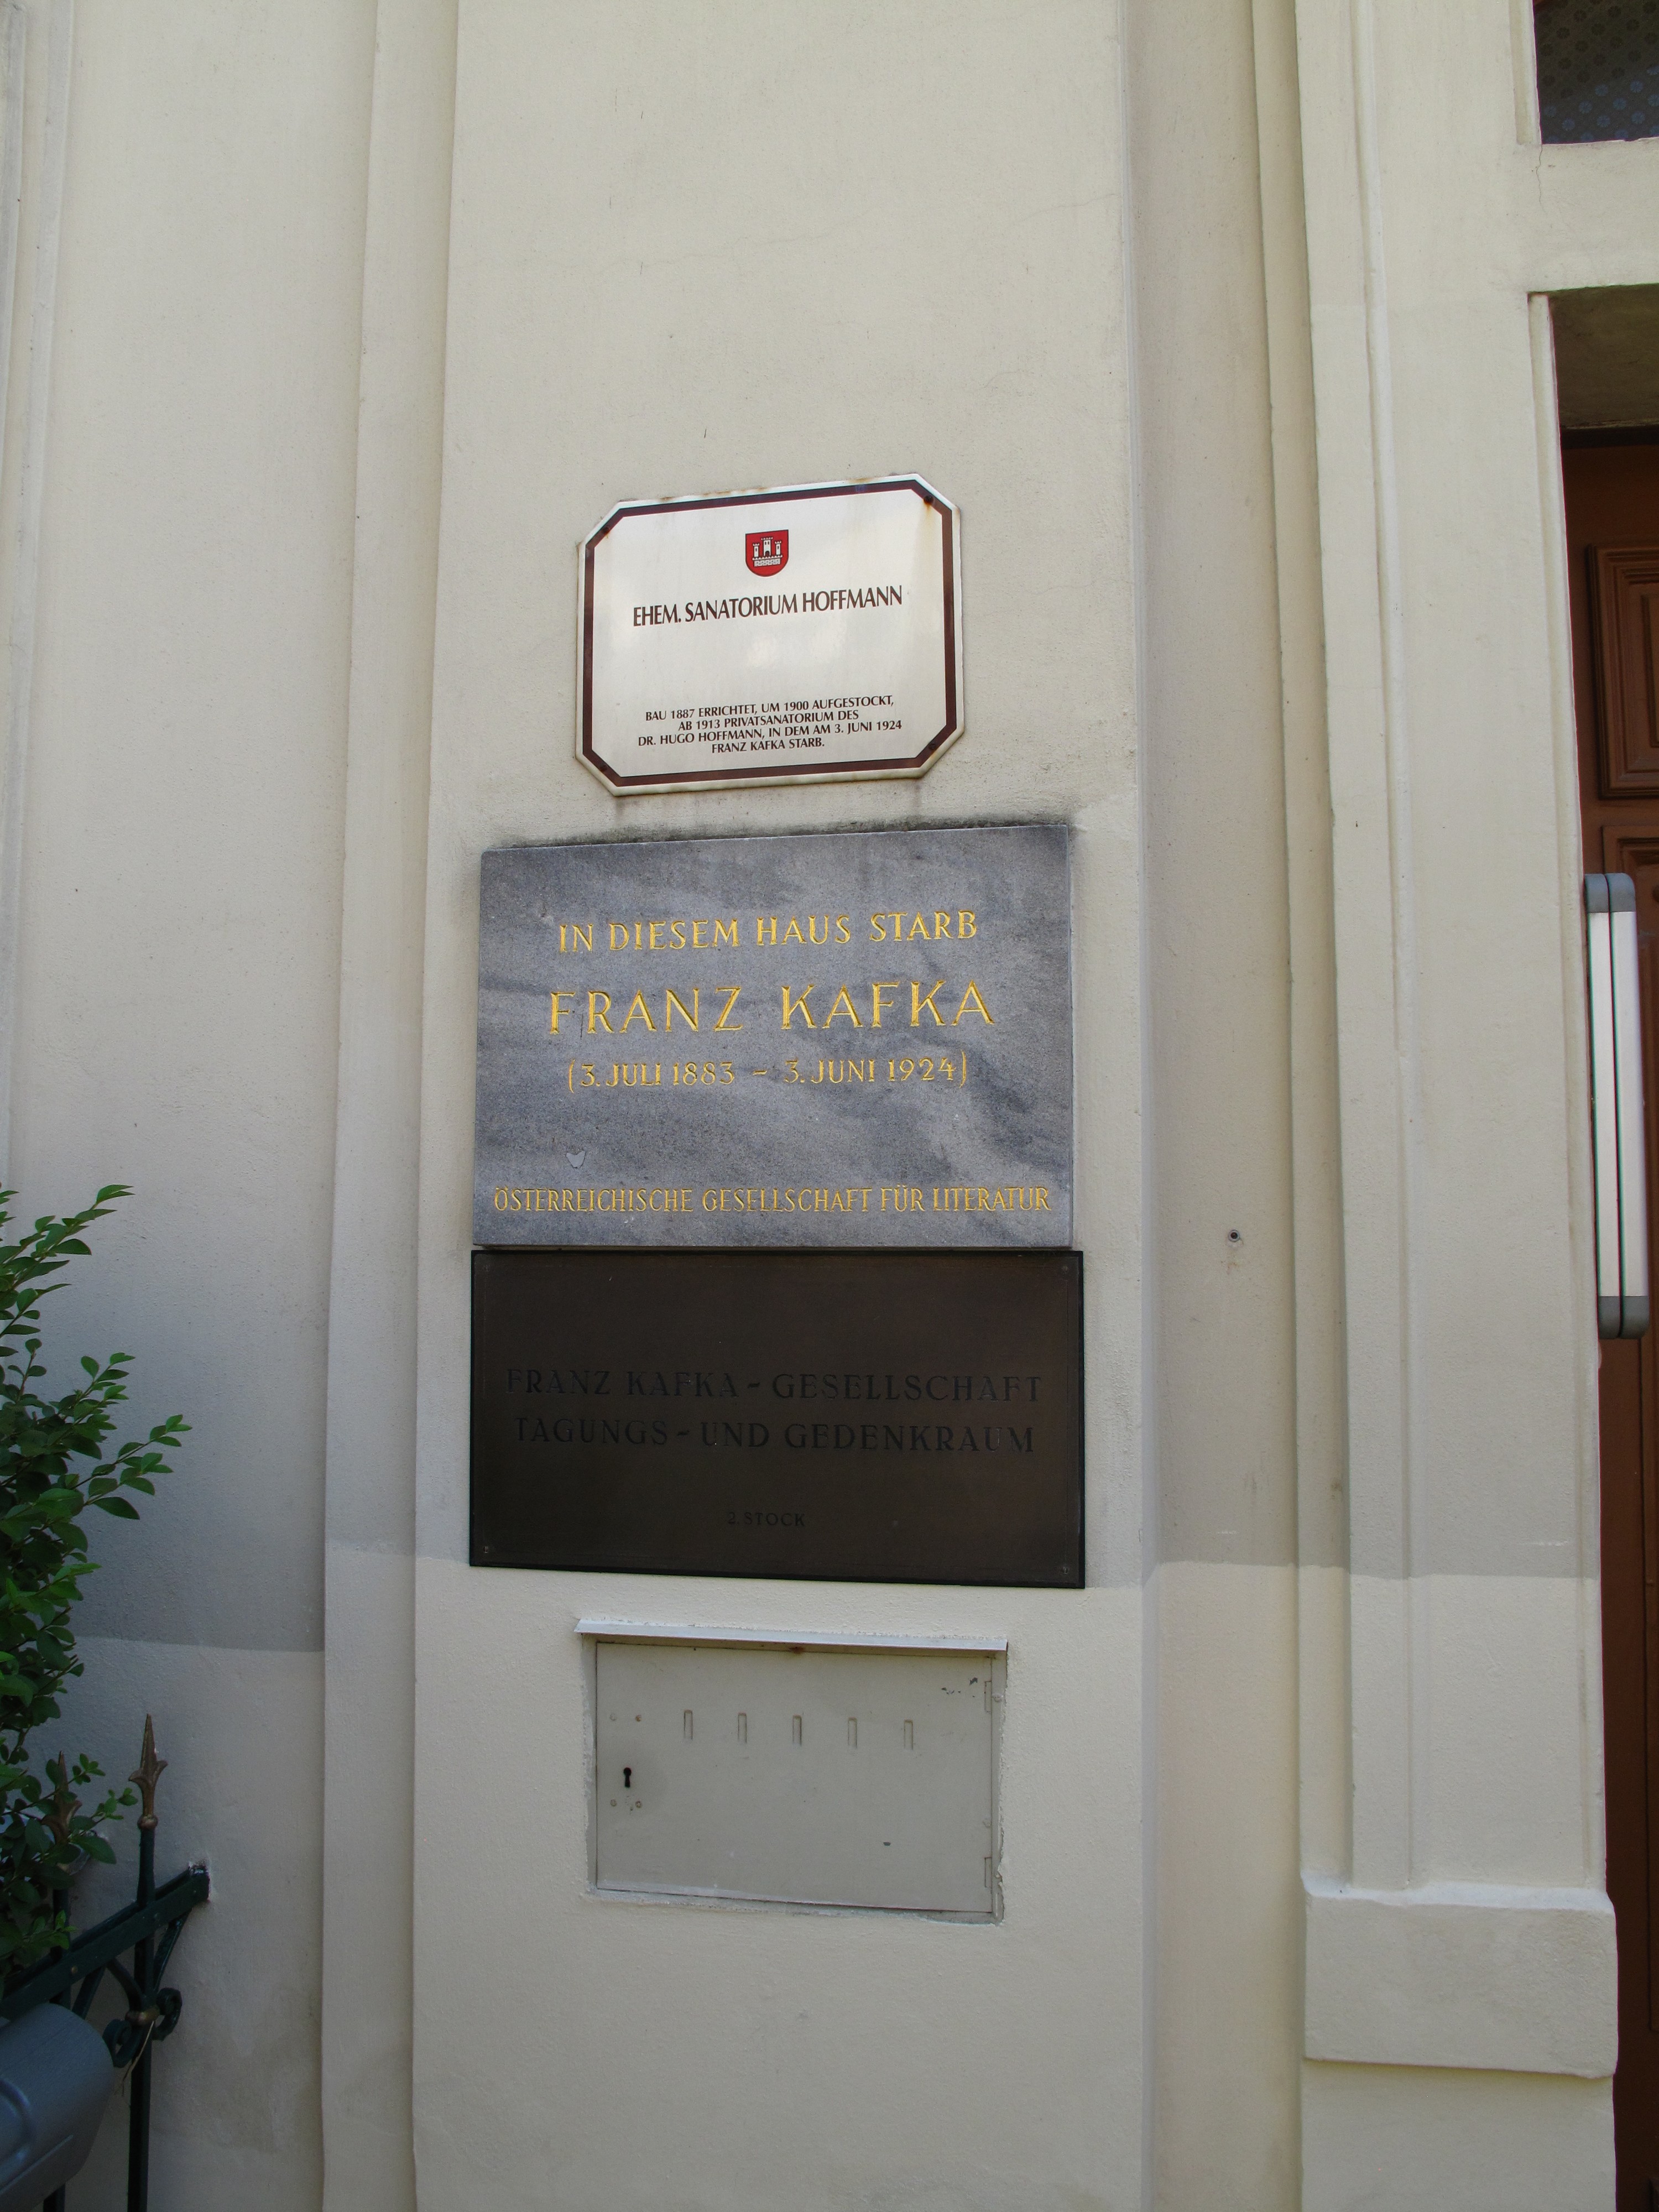 EHEM. SANATORIUM HOFFMANN
BAU 1887 ERRICHTET, UM 1900 AUFGESTOCKT,
AB 1913 PRIVATSANATORIUM DES
DR. HUGO HOFFMANN, IN DEM AM 3. JUNI 1924
FRANZ KAFKA STARB.
IN DIESEM HAUS STARB
FRANZ KAFKA
(3. JULI 1883 - 3. JUNI 1924)
ÖSTERREICHISCHE GESELLSCHAFT FÜR LITERATUR
FRANZ KAFKA - GESELLSCHAFT
TAGUNGS - UND GEDENKRAUM
2. STOCK